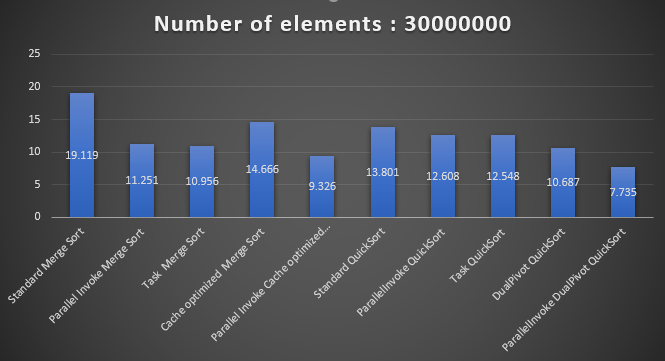 Number of elements : 30000000
25
20
15
10
5
0
19.119
11.251
10.956
14.666
9.326
13.801
12.608
12.548
10.687
7.735
Standard Merge Sort
Parallel Invoke Merge Sort
Task Merge Sort
Cache optimized Merge Sort
Parallel Invoke Cache optimized...
Standard QuickSort
ParallelInvoke QuickSort
Task QuickSort
DualPivot QuickSort
ParallelInvoke DualPivot QuickSort